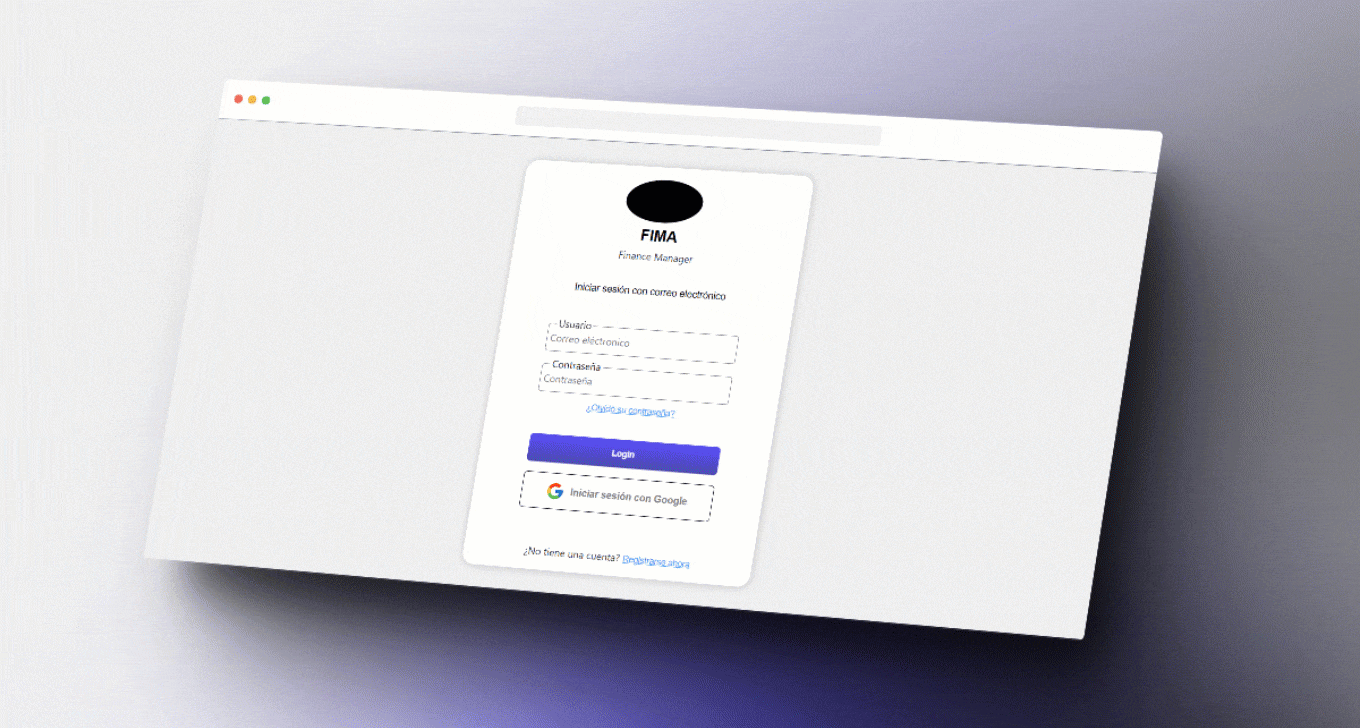 FIMA
Finance Manager
Iniciar sesión con correo electrónico
Usuario
Correo eléctronico
Contraseña
Contraseña
¿Olvido su contraseña?
Login
Iniciar sesión con Google
¿No tiene una cuenta? Registrarse ahora